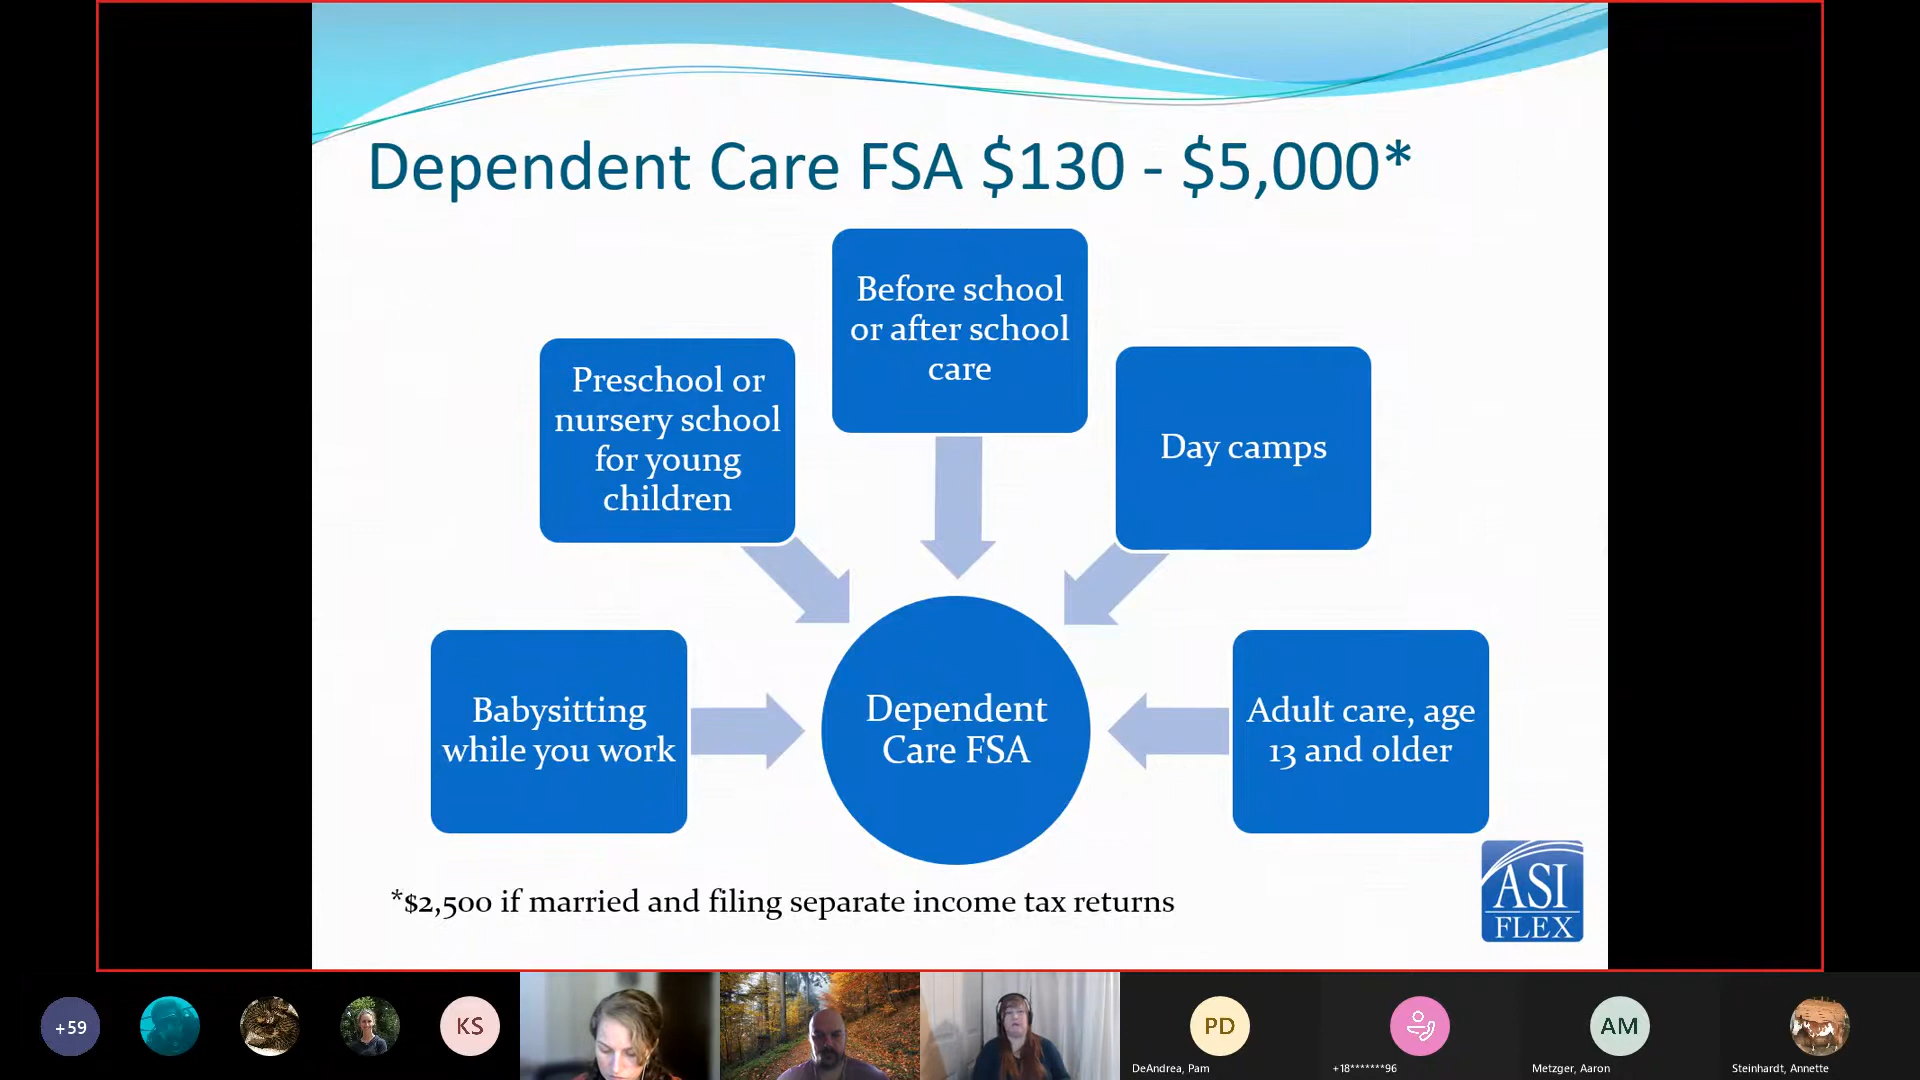 Dependent Care FSA $130 - $5,000*
Before school
or after school
care
Preschool or
nursery school
for young
children
Day camps
Babysitting
while you work
Dependent
Care FSA
Adult care, age
13 and older
*$2,500 if married and filing separate income tax returns
ASI
FLEX
+59
KS
PD
DeAndrea, Pam
+18*******96
AM
Metzger, Aaron
Steinhardt, Annette